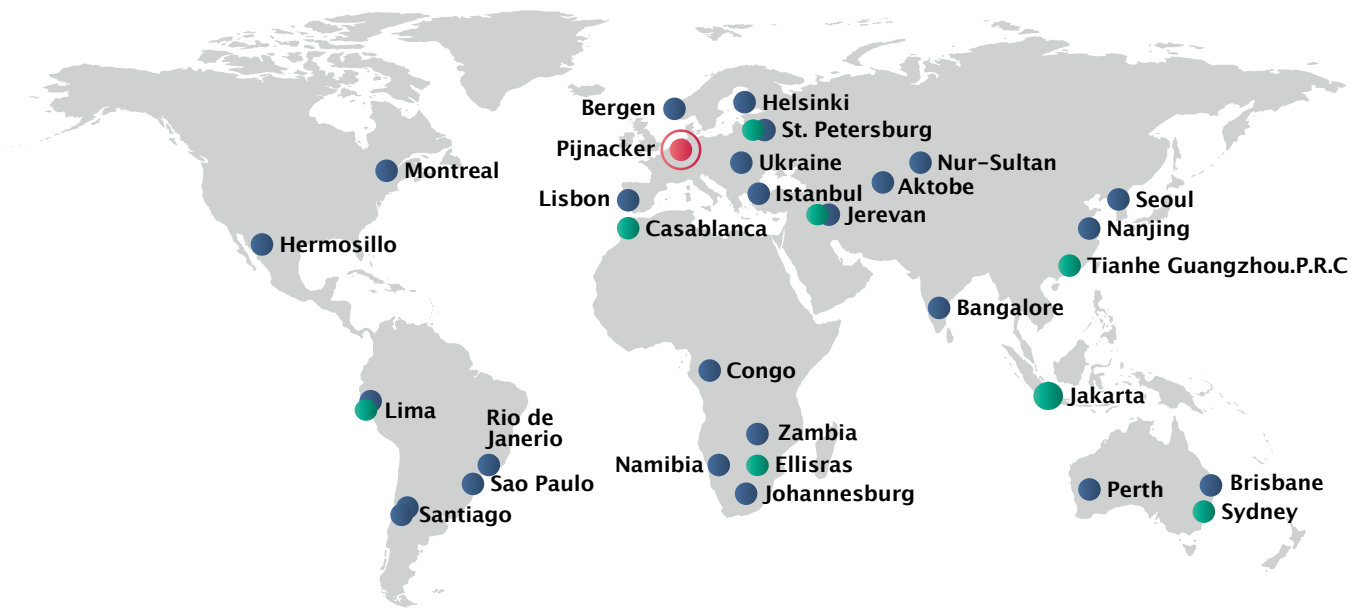 Bergen
Helsinki
St. Petersburg
Pijnacker
Ukraine
Nur-Sultan
Montreal
Aktobe
Lisbon
Istanbul
Seoul
Jerevan
Casablanca
Nanjing
Hermosillo
Tianhe Guangzhou.P.R.C
Bangalore
Congo
Jakarta
Lima
Rio de
Janerio
Zambia
Namibia
Ellisras
Sao Paulo
Johannesburg
Perth
Brisbane
Santiago
Sydney